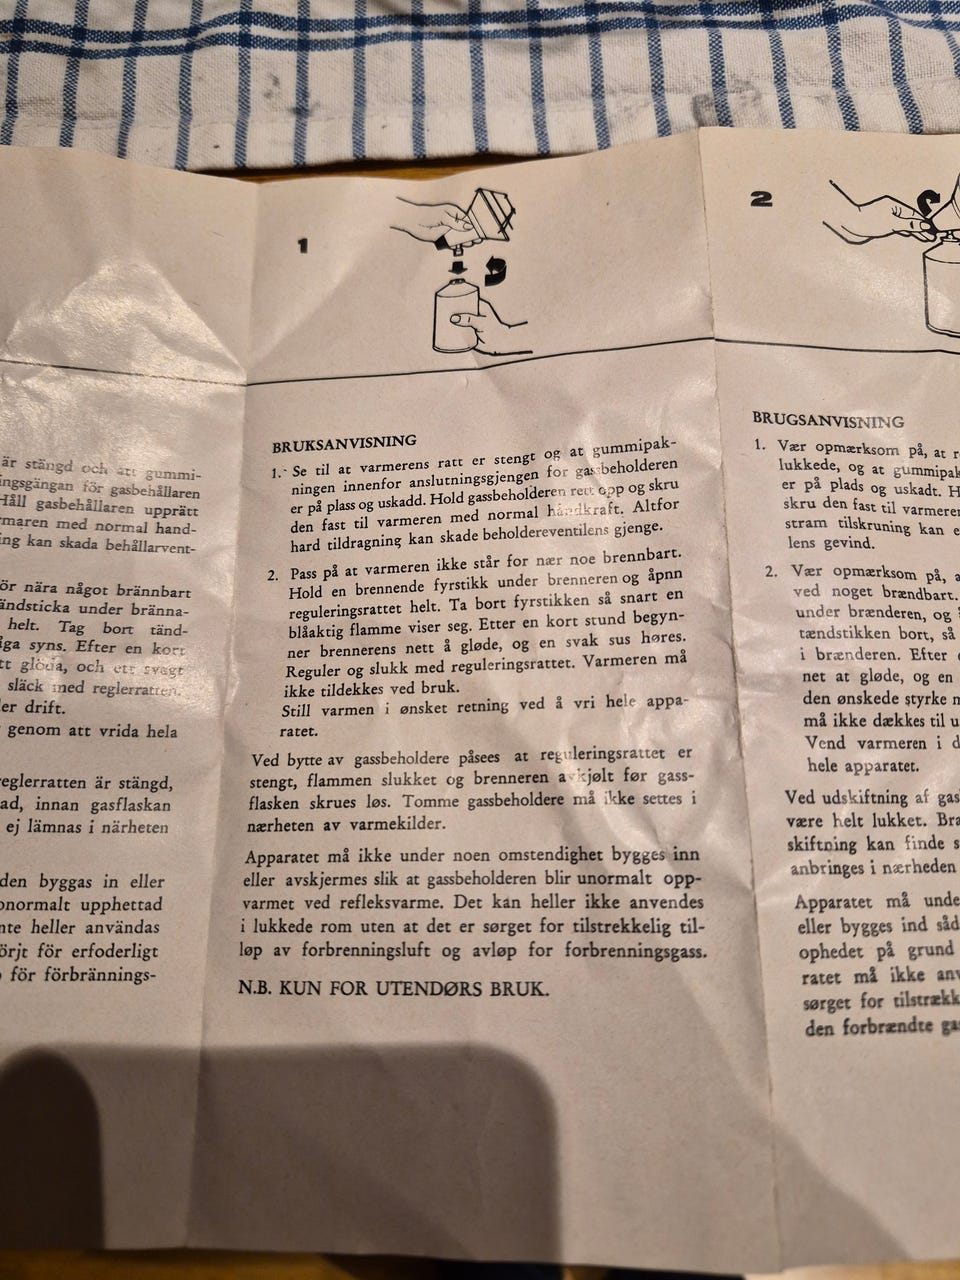 är stängd och att gummi-
ingsgängan för gasbehållaren
Håll gasbehållaren upprätt
maren med normal hand-
ing kan skada behållarvent-
ör nära något brännbart
ändsticka under bränna-
helt. Tag bort tänd-
åga syns. Efter en kort
tt glöda, och ett svagt
släck med reglerratten.
er drift.
genom att vrida hela
reglerratten är stängd,
ad, innan gasflaskan
ej lämnas i närheten
den byggas in eller
onormalt upphettad
nte heller användas
örjt för erforderligt
för förbrännings-
1
BRUKSANVISNING
1. Se til at varmerens ratt er stengt og at gummipak-
ningen innenfor anslutningsgjengen for gassbeholderen
er på plass og uskadd. Hold gassbeholderen rett opp og skru
den fast til varmeren med normal håndkraft. Altfor
hard tildragning kan skade beholdereventilens gjenge.
2. Pass på at varmeren ikke står for nær noe brennbart.
Hold en brennende fyrstikk under brenneren og åpnn
reguleringsrattet helt. Ta bort fyrstikken så snart en
blåaktig flamme viser seg. Etter en kort stund begyn-
ner brennerens nett å gløde, og en svak sus høres.
Reguler og slukk med reguleringsrattet. Varmeren må
ikke tildekkes ved bruk.
Still varmen i ønsket retning ved å vri hele appa-
ratet.
Ved bytte av gassbeholdere påsees at reguleringsrattet er
stengt, flammen slukket og brenneren avkjølt før gass-
flasken skrues løs. Tomme gassbeholdere må ikke settes i
nærheten av varmekilder.
Apparatet må ikke under noen omstendighet bygges inn
eller avskjermes slik at gassbeholderen blir unormalt opp-
varmet ved refleksvarme. Det kan heller ikke anvendes
i lukkede rom uten at det er sørget for tilstrekkelig til-
løp av forbrenningsluft og avløp for forbrenningsgass.
N.B. KUN FOR UTENDØRS BRUK.
2
BRUGSANVISNING
1. Vær opmærksom på, at r
lukkede, og at gummipak
er på plads og uskadt. H
skru den fast til varmeren
stram tilskruning kan e
lens gevind.
2. Vær opmærksom på, a
ved noget brændbart.
under brænderen, og
tændstikken bort, så
i brænderen. Efter
net at gløde, og en
den ønskede styrke m
må ikke dækkes til u
Vend varmeren i d
hele apparatet.
Ved udskiftning af gas
være helt lukket. Bra
skiftning kan finde s
anbringes i nærheden
Apparatet må unde
eller bygges ind såd
ophedet på grund
ratet må ikke anv
sørget for tilstrækk
den forbrændte gas